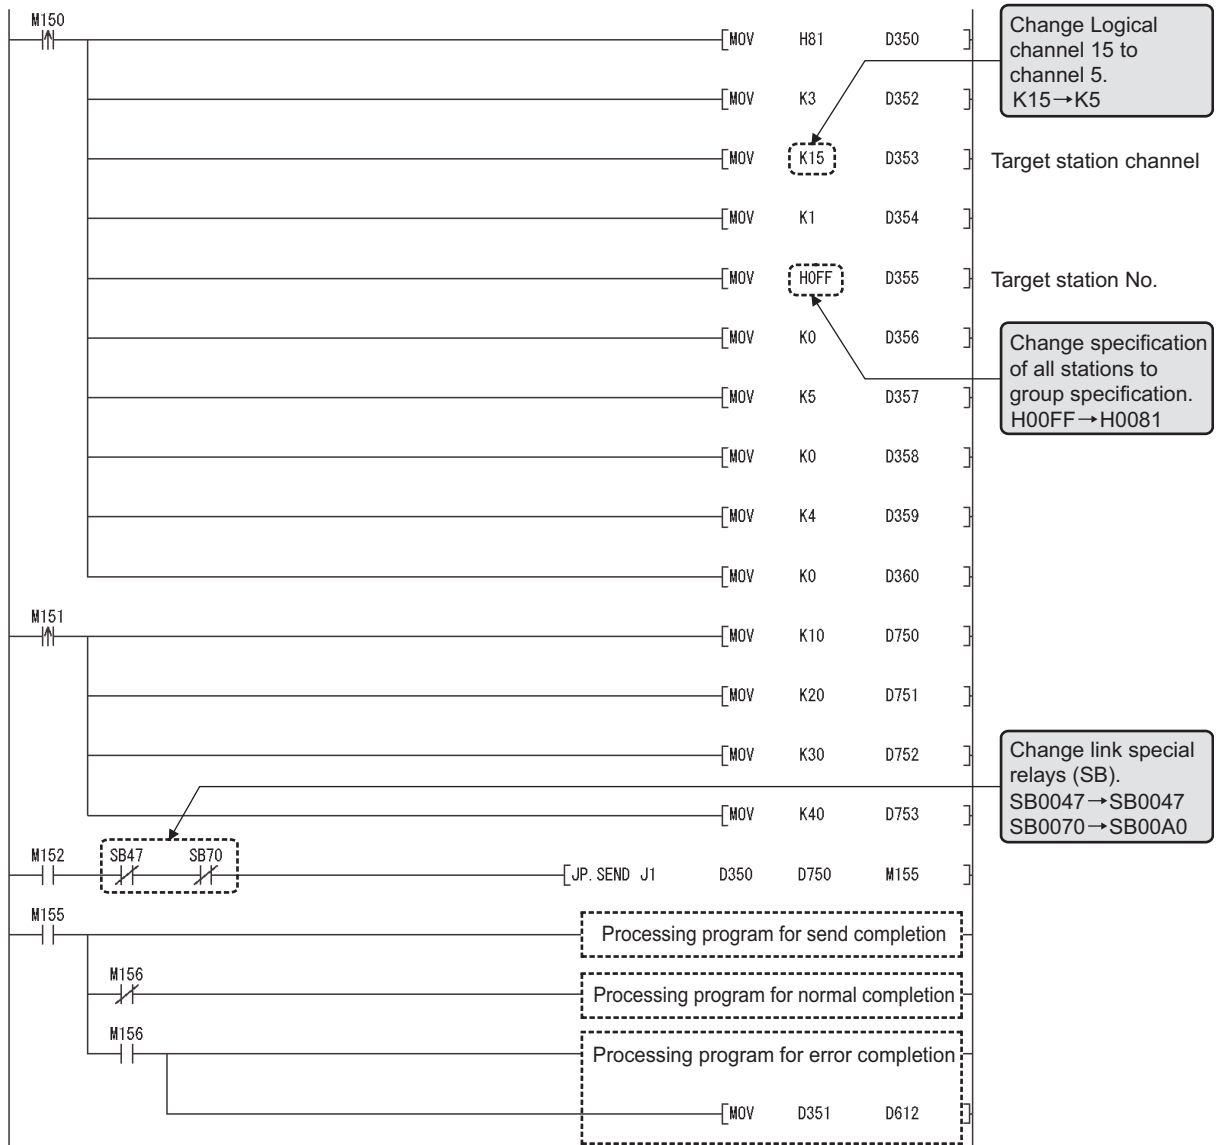 M150
[MOV H81 D350 ]
Change Logical
channel 15 to
channel 5.
K15→K5
[MOV K3 D352 ]
[MOV K15 D353 ] Target station channel
[MOV K1 D354 ]
[MOV H0FF D355 ] Target station No.
[MOV K0 D356 ]
Change specification
of all stations to
group specification.
H00FF→H0081
[MOV K5 D357 ]
[MOV K0 D358 ]
[MOV K4 D359 ]
[MOV K0 D360 ]
M151
[MOV K10 D750 ]
[MOV K20 D751 ]
[MOV K30 D752 ]
Change link special
relays (SB).
SB0047→SB0047
SB0070→SB00A0
[MOV K40 D753 ]
M152 SB47 SB70
[JP.SEND J1 D350 D750 M155 ]
M155
Processing program for send completion
M156
Processing program for normal completion
M156
Processing program for error completion
[MOV D351 D612 ]